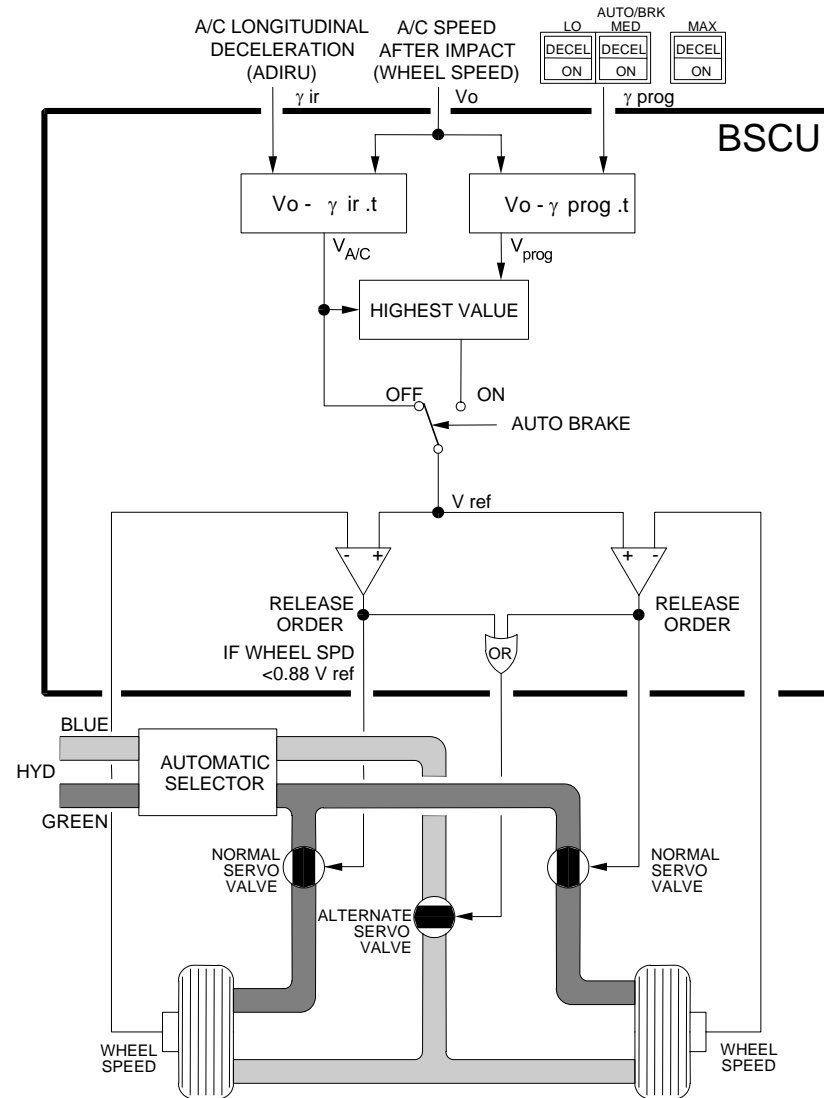 A/C LONGITUDINAL
DECELERATION
(ADIRU)
A/C SPEED
AFTER IMPACT
(WHEEL SPEED)
AUTO/BRK
LO
MED
MAX
DECEL
ON
DECEL
ON
DECEL
ON
γ ir
Vo
γ prog
BSCU
Vo - γ ir .t
Vo - γ prog .t
V A/C
V prog
HIGHEST VALUE
OFF
ON
AUTO BRAKE
V ref
- +
+ -
RELEASE
ORDER
RELEASE
ORDER
OR
IF WHEEL SPD
<0.88 V ref
BLUE
HYD
GREEN
AUTOMATIC
SELECTOR
NORMAL
SERVO
VALVE
NORMAL
SERVO
VALVE
ALTERNATE
SERVO
VALVE
WHEEL
SPEED
WHEEL
SPEED